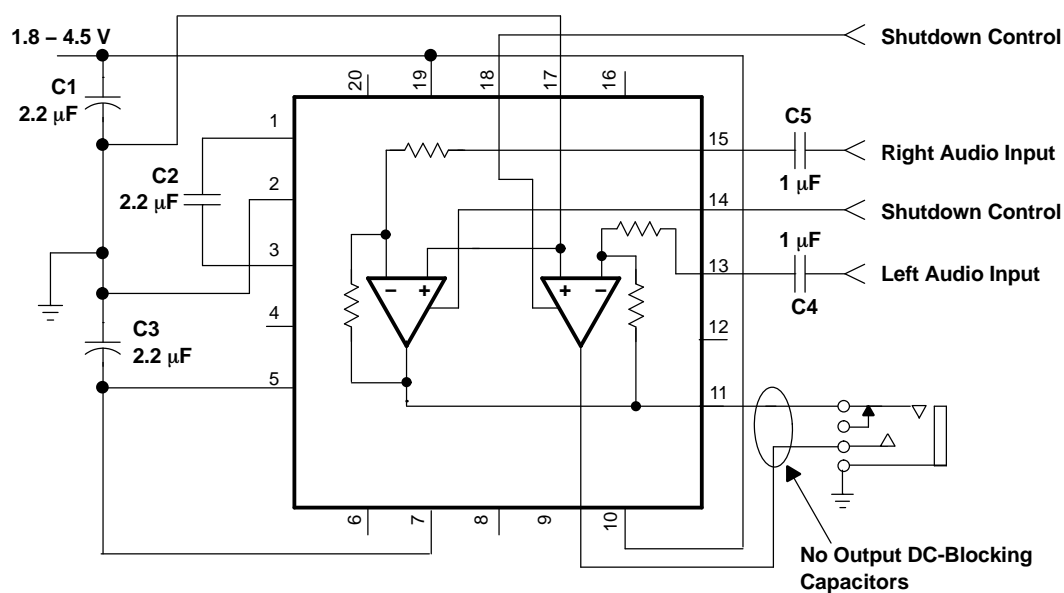 1.8 – 4.5 V
C1
2.2 μF
C2
2.2 μF
C3
2.2 μF
20
19
18
17
16
1
2
3
4
5
6
7
8
9
10
15
14
13
12
11
− +
+ −
C5
1 μF
1 μF
C4
Shutdown Control
Right Audio Input
Shutdown Control
Left Audio Input
No Output DC-Blocking
Capacitors